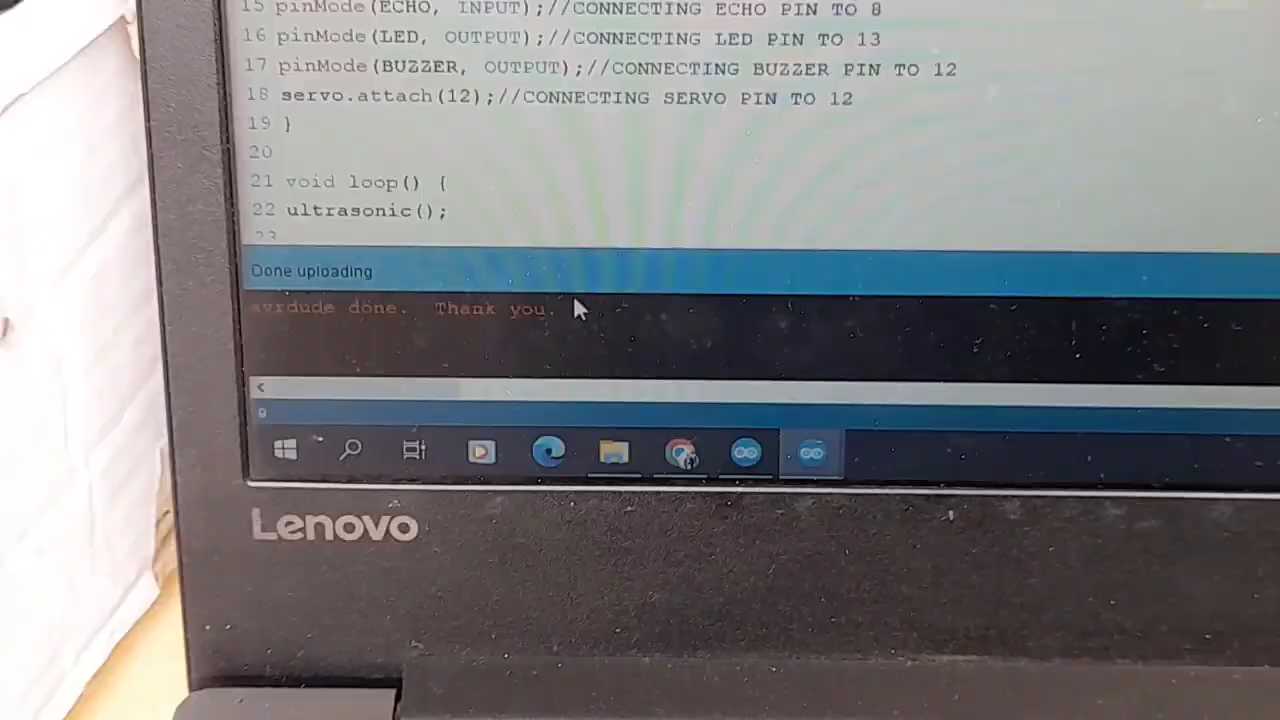 15 pinMode(ECHO, INPUT);//CONNECTING ECHO PIN TO 8
16 pinMode(LED, OUTPUT);//CONNECTING LED PIN TO 13
17 pinMode(BUZZER, OUTPUT);//CONNECTING BUZZER PIN TO 12
18 servo.attach(12);//CONNECTING SERVO PIN TO 12
19 }
20
21 void loop() {
22 ultrasonic();
23
Done uploading
avrdude done.  Thank you.
<
9
Lenovo